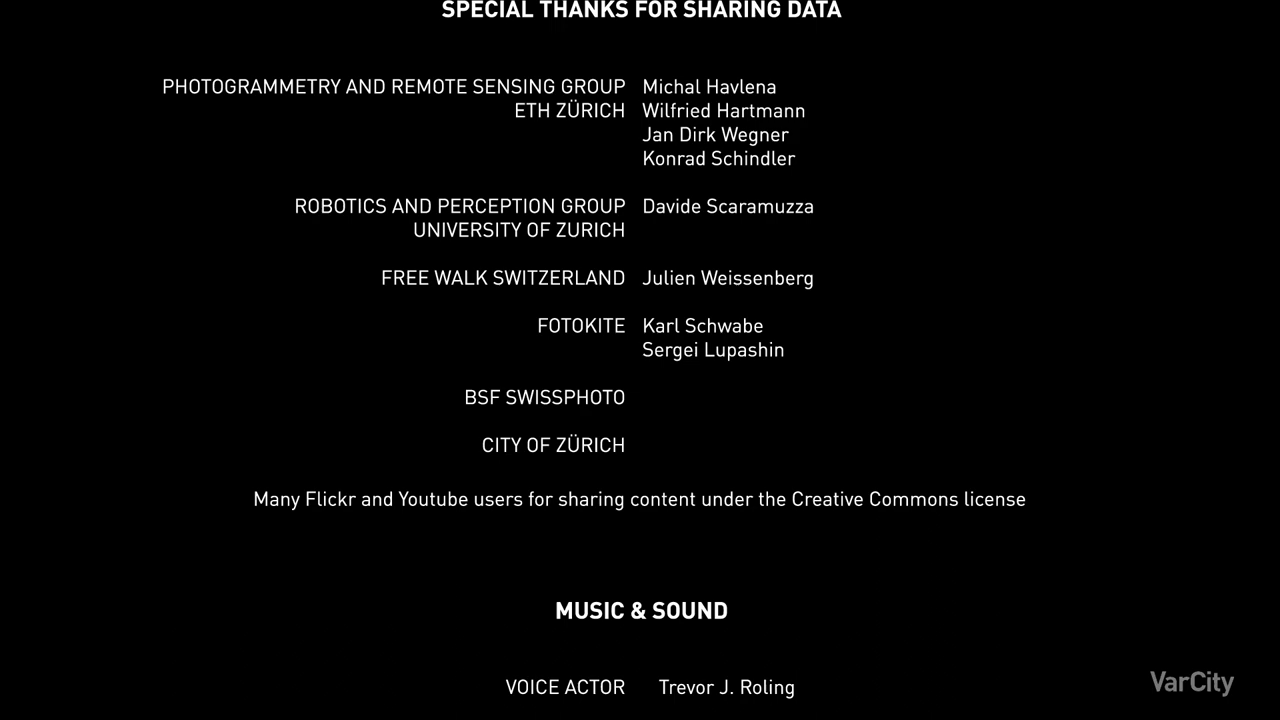 SPECIAL THANKS FOR SHARING DATA
PHOTOGRAMMETRY AND REMOTE SENSING GROUP Michal Havlena
ETH ZÜRICH Wilfried Hartmann
Jan Dirk Wegner
Konrad Schindler
ROBOTICS AND PERCEPTION GROUP Davide Scaramuzza
UNIVERSITY OF ZURICH
FREE WALK SWITZERLAND Julien Weissenberg
FOTOKITE Karl Schwabe
Sergei Lupashin
BSF SWISSPHOTO
CITY OF ZÜRICH
Many Flickr and Youtube users for sharing content under the Creative Commons license
MUSIC & SOUND
VOICE ACTOR Trevor J. Roling
VarCity